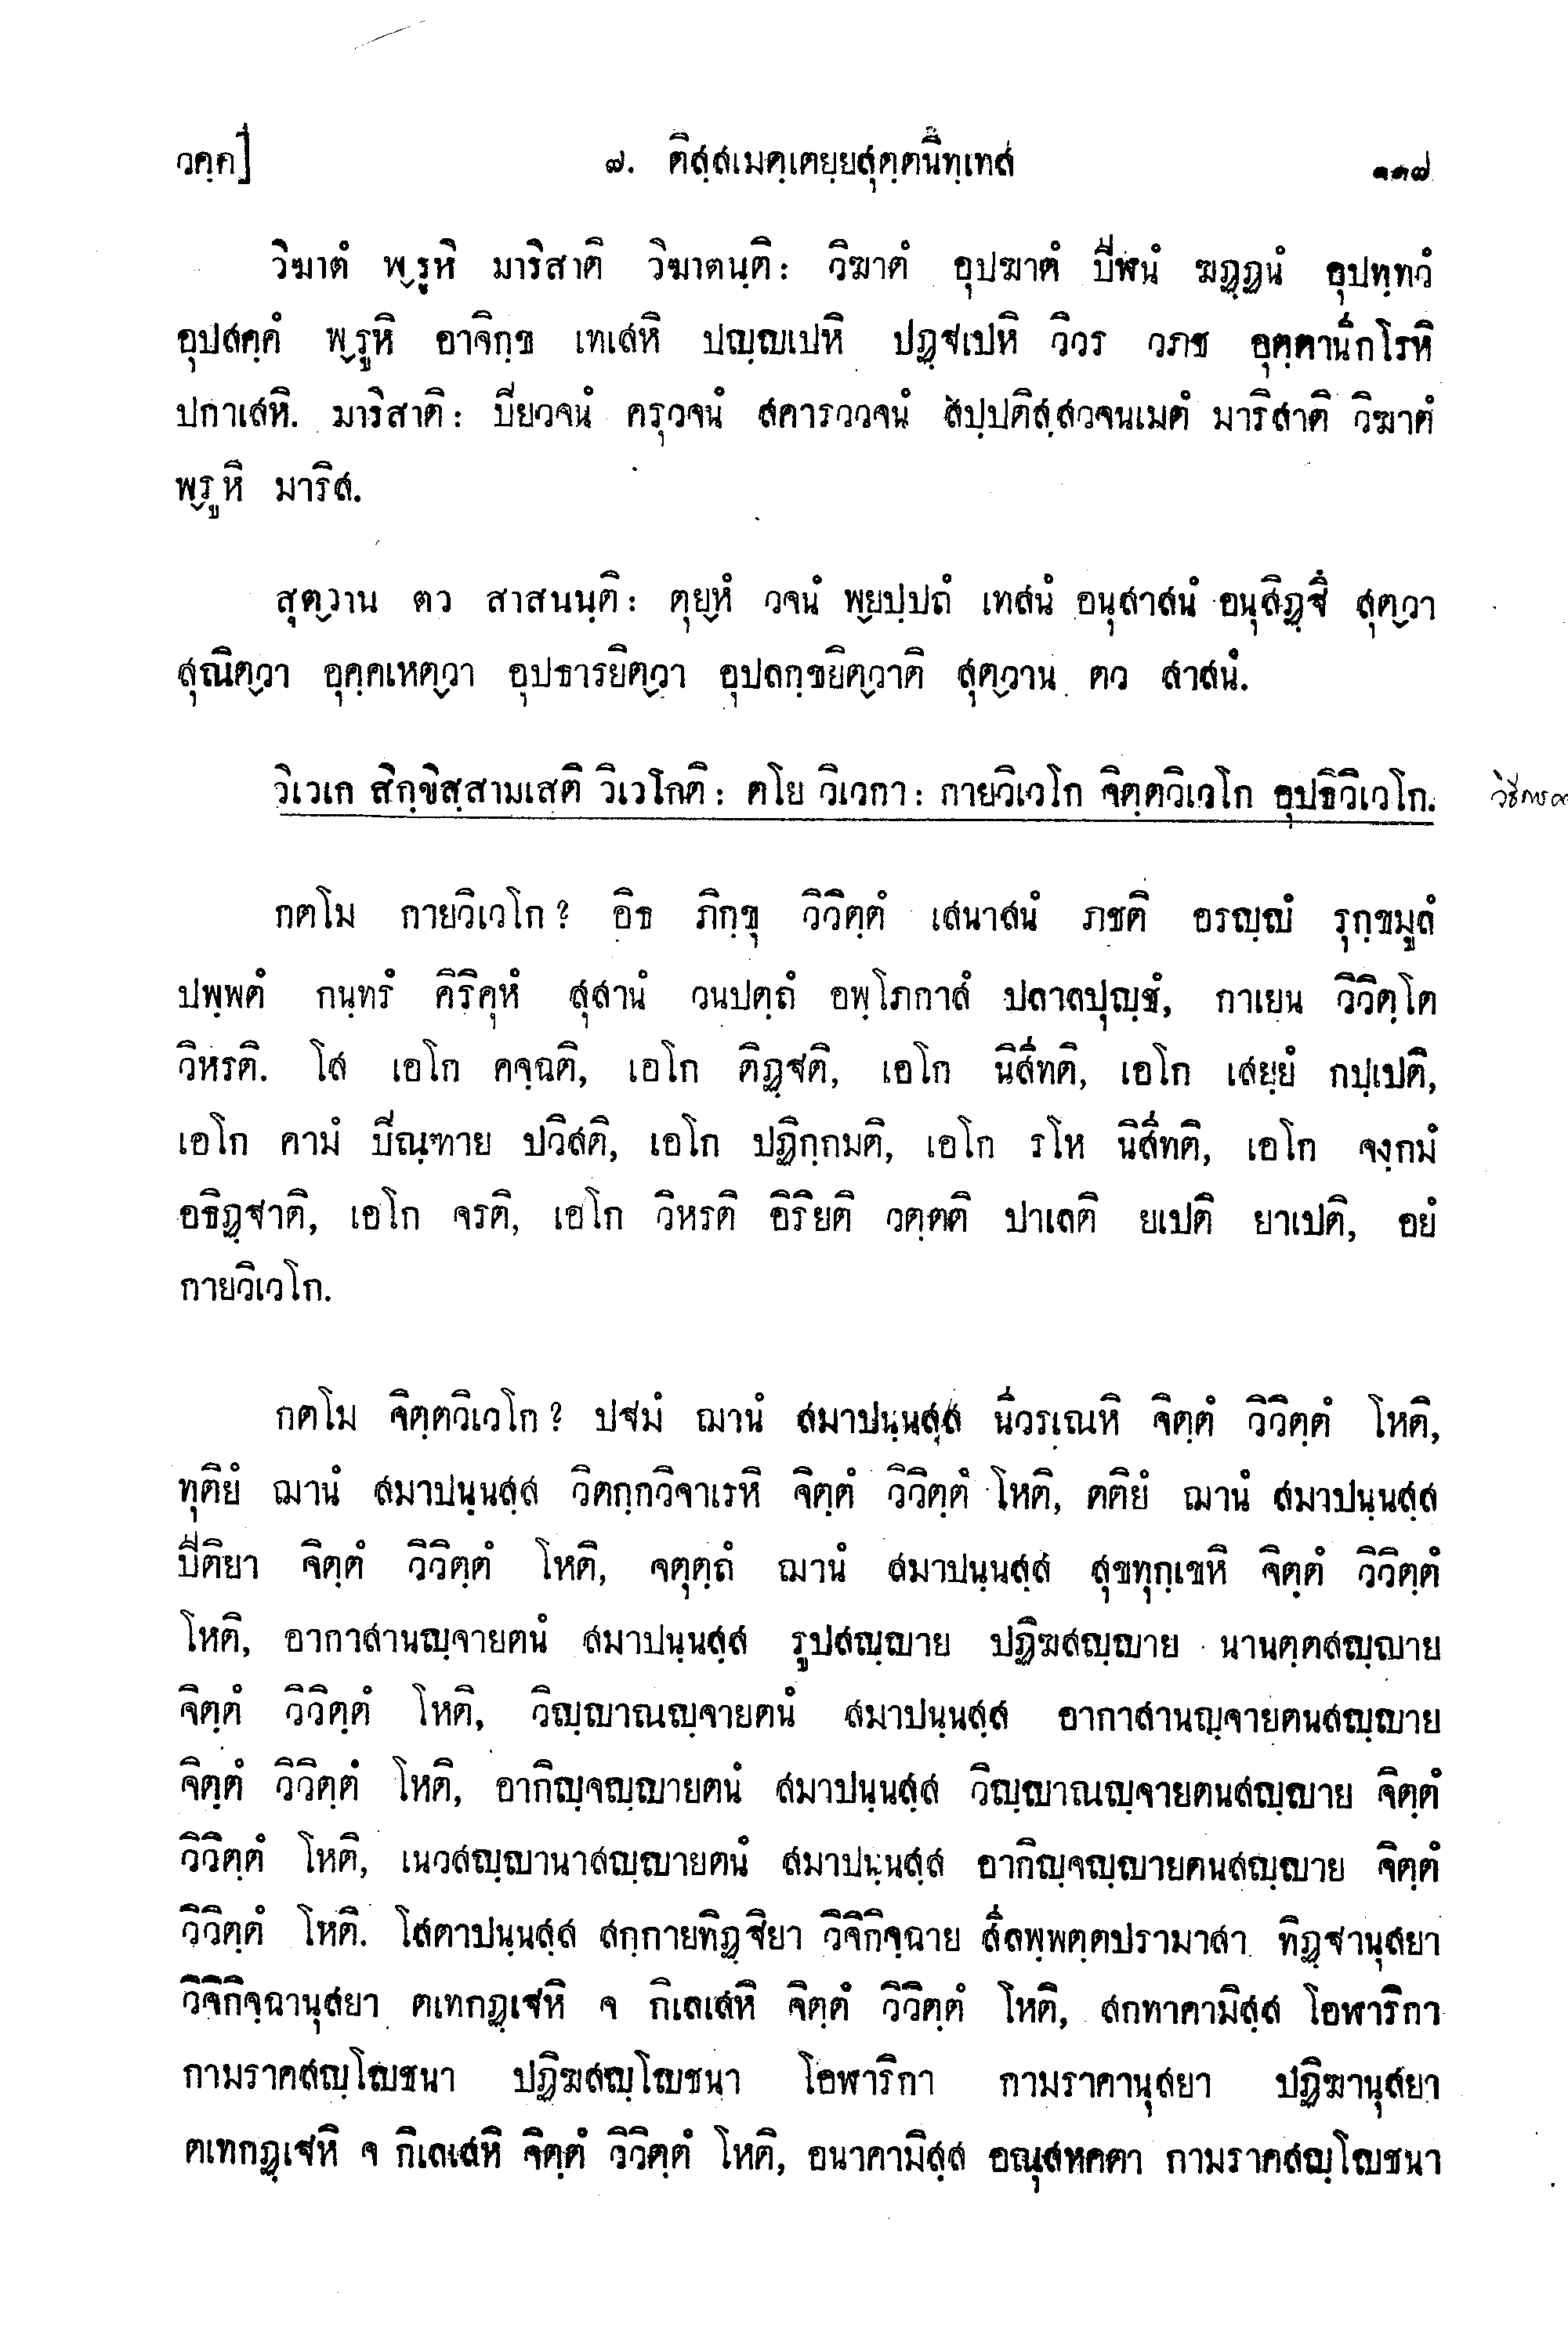 วคฺค] ๗. ติสฺสเมตฺเตยฺยสุตฺตนิทฺเทส ๑๓๗
วิฆาตํ พฺรูหิ มาริสาติ วิฆาตนฺติ: วิฆาตํ อุปฆาตํ ปีฬนํ ฆฏฺฏนํ อุปทฺทวํ
อุปสคฺคํ พฺรูหิ อาจิกฺข เทเสหิ ปญฺญเปหิ ปฏฺฐเปหิ วิวร วภช อุตฺตานีกโรหิ
ปกาเสหิ. มาริสาติ: ปิยวจนํ ครุวจนํ สคารววจนํ สปฺปติสฺสวจนเมตํ มาริสาติ วิฆาตํ
พฺรูหิ มาริส.
สุตฺวาน ตว สาสนนฺติ: ตุยฺหํ วจนํ พฺยปฺปถํ เทสนํ อนุสาสนํ อนุสิฏฺฐึ สุตฺวา
สุณิตฺวา อุคฺคเหตฺวา อุปธารยิตฺวา อุปลกฺขยิตฺวาติ สุตฺวาน ตว สาสนํ.
วิเวเก สิกฺขิสฺสามเสติ วิเวโกติ: ตโย วิเวกา: กายวิเวโก จิตฺตวิเวโก อุปธิวิเวโก.
กตโม กายวิเวโก? อิธ ภิกฺขุ วิวิตฺตํ เสนาสนํ ภชติ อรญฺญํ รุกฺขมูลํ
ปพฺพตํ กนฺทรํ คิริคุหํ สุสานํ วนปตฺถํ อพฺโภกาสํ ปลาลปุญฺชํ, กาเยน วิวิตฺโต
วิหรติ. โส เอโก คจฺฉติ, เอโก ติฏฺฐติ, เอโก นิสีทติ, เอโก เสยฺยํ กปฺเปติ,
เอโก คามํ ปิณฺฑาย ปวิสติ, เอโก ปฏิกฺกมติ, เอโก รโห นิสีทติ, เอโก จงฺกมํ
อธิฏฺฐาติ, เอโก จรติ, เอโก วิหรติ อิริยติ วตฺตติ ปาเลติ ยเปติ ยาเปติ, อยํ
กายวิเวโก.
กตโม จิตฺตวิเวโก? ปฐมํ ฌานํ สมาปนฺนสฺส นีวรเณหิ จิตฺตํ วิวิตฺตํ โหติ,
ทุติยํ ฌานํ สมาปนฺนสฺส วิตกฺกวิจาเรหิ จิตฺตํ วิวิตฺตํ โหติ, ตติยํ ฌานํ สมาปนฺนสฺส
ปีติยา จิตฺตํ วิวิตฺตํ โหติ, จตุตฺถํ ฌานํ สมาปนฺนสฺส สุขทุกฺเขหิ จิตฺตํ วิวิตฺตํ
โหติ, อากาสานญฺจายตนํ สมาปนฺนสฺส รูปสญฺญาย ปฏิฆสญฺญาย นานตฺตสญฺญาย
จิตฺตํ วิวิตฺตํ โหติ, วิญฺญาณญฺจายตนํ สมาปนฺนสฺส อากาสานญฺจายตนสญฺญาย
จิตฺตํ วิวิตฺตํ โหติ, อากิญฺจญฺญายตนํ สมาปนฺนสฺส วิญฺญาณญฺจายตนสญฺญาย จิตฺตํ
วิวิตฺตํ โหติ, เนวสญฺญานาสญฺญายตนํ สมาปนฺนสฺส อากิญฺจญฺญายตนสญฺญาย จิตฺตํ
วิวิตฺตํ โหติ. โสตาปนฺนสฺส สกฺกายทิฏฺฐิยา วิจิกิจฺฉาย สีลพฺพตฺตปรามาสา ทิฏฺฐานุสยา
วิจิกิจฺฉานุสยา ตเทกฏฺเฐหิ จ กิเลเสหิ จิตฺตํ วิวิตฺตํ โหติ, สกทาคามิสฺส โอฬาริกา
กามราคสญฺโญชนา ปฏิฆสญฺโญชนา โอฬาริกา กามราคานุสยา ปฏิฆานุสยา
ตเทกฏฺเฐหิ จ กิเลเสหิ จิตฺตํ วิวิตฺตํ โหติ, อนาคามิสฺส อณุสหคตา กามราคสญฺโญชนา